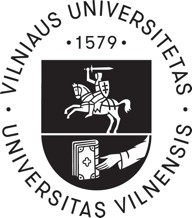 VILNIAUS UNIVERSITETAS
· 1579 ·
UNIVERSITAS VILNENSIS